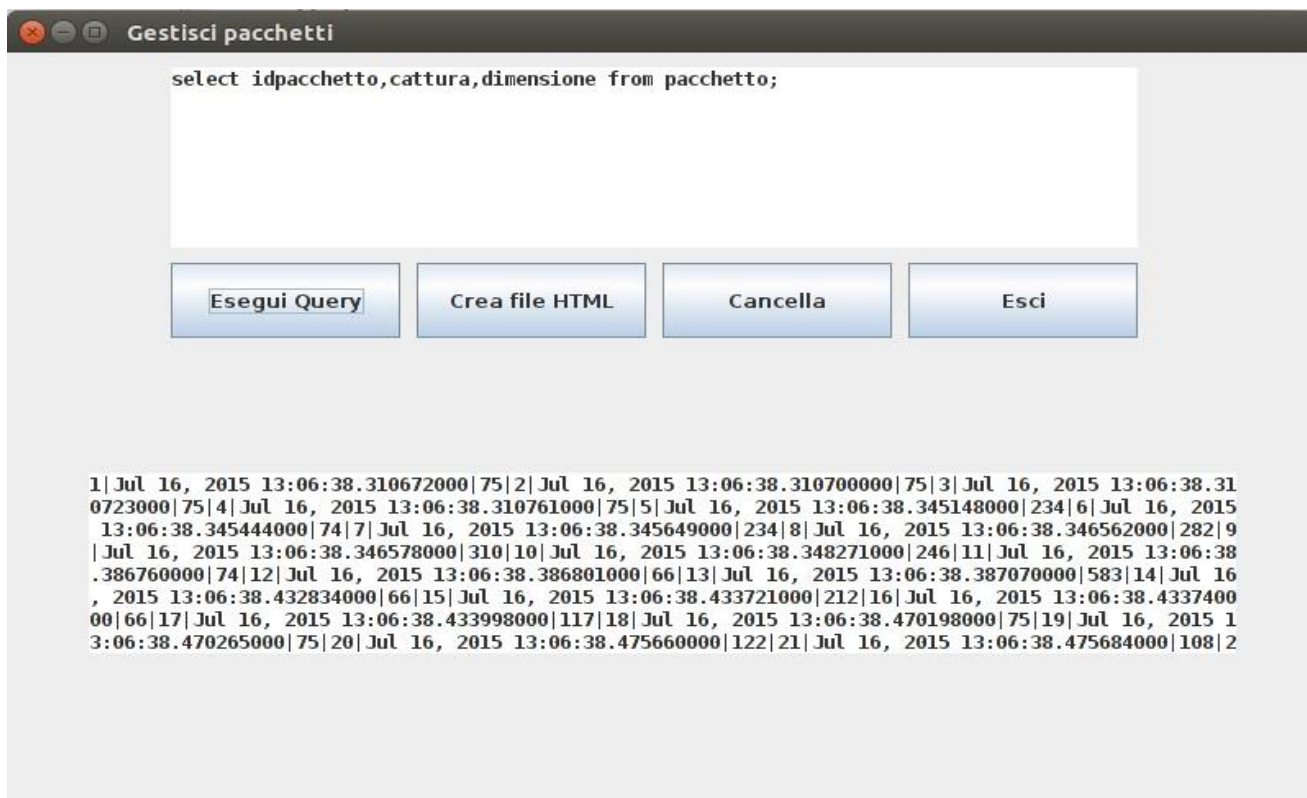 Gestisci pacchetti
select idpacchetto,cattura,dimensione from pacchetto;
Esegui Query
Crea file HTML
Cancella
Esci
1|Jul 16, 2015 13:06:38.310672000|75|2|Jul 16, 2015 13:06:38.310700000|75|3|Jul 16, 2015 13:06:38.31
0723000|75|4|Jul 16, 2015 13:06:38.310761000|75|5|Jul 16, 2015 13:06:38.345148000|234|6|Jul 16, 2015
13:06:38.345444000|74|7|Jul 16, 2015 13:06:38.345649000|234|8|Jul 16, 2015 13:06:38.346562000|282|9
|Jul 16, 2015 13:06:38.346578000|310|10|Jul 16, 2015 13:06:38.348271000|246|11|Jul 16, 2015 13:06:38
.386760000|74|12|Jul 16, 2015 13:06:38.386801000|66|13|Jul 16, 2015 13:06:38.387070000|583|14|Jul 16
, 2015 13:06:38.432834000|66|15|Jul 16, 2015 13:06:38.433721000|212|16|Jul 16, 2015 13:06:38.4337400
00|66|17|Jul 16, 2015 13:06:38.433998000|117|18|Jul 16, 2015 13:06:38.470198000|75|19|Jul 16, 2015 1
3:06:38.470265000|75|20|Jul 16, 2015 13:06:38.475660000|122|21|Jul 16, 2015 13:06:38.475684000|108|2